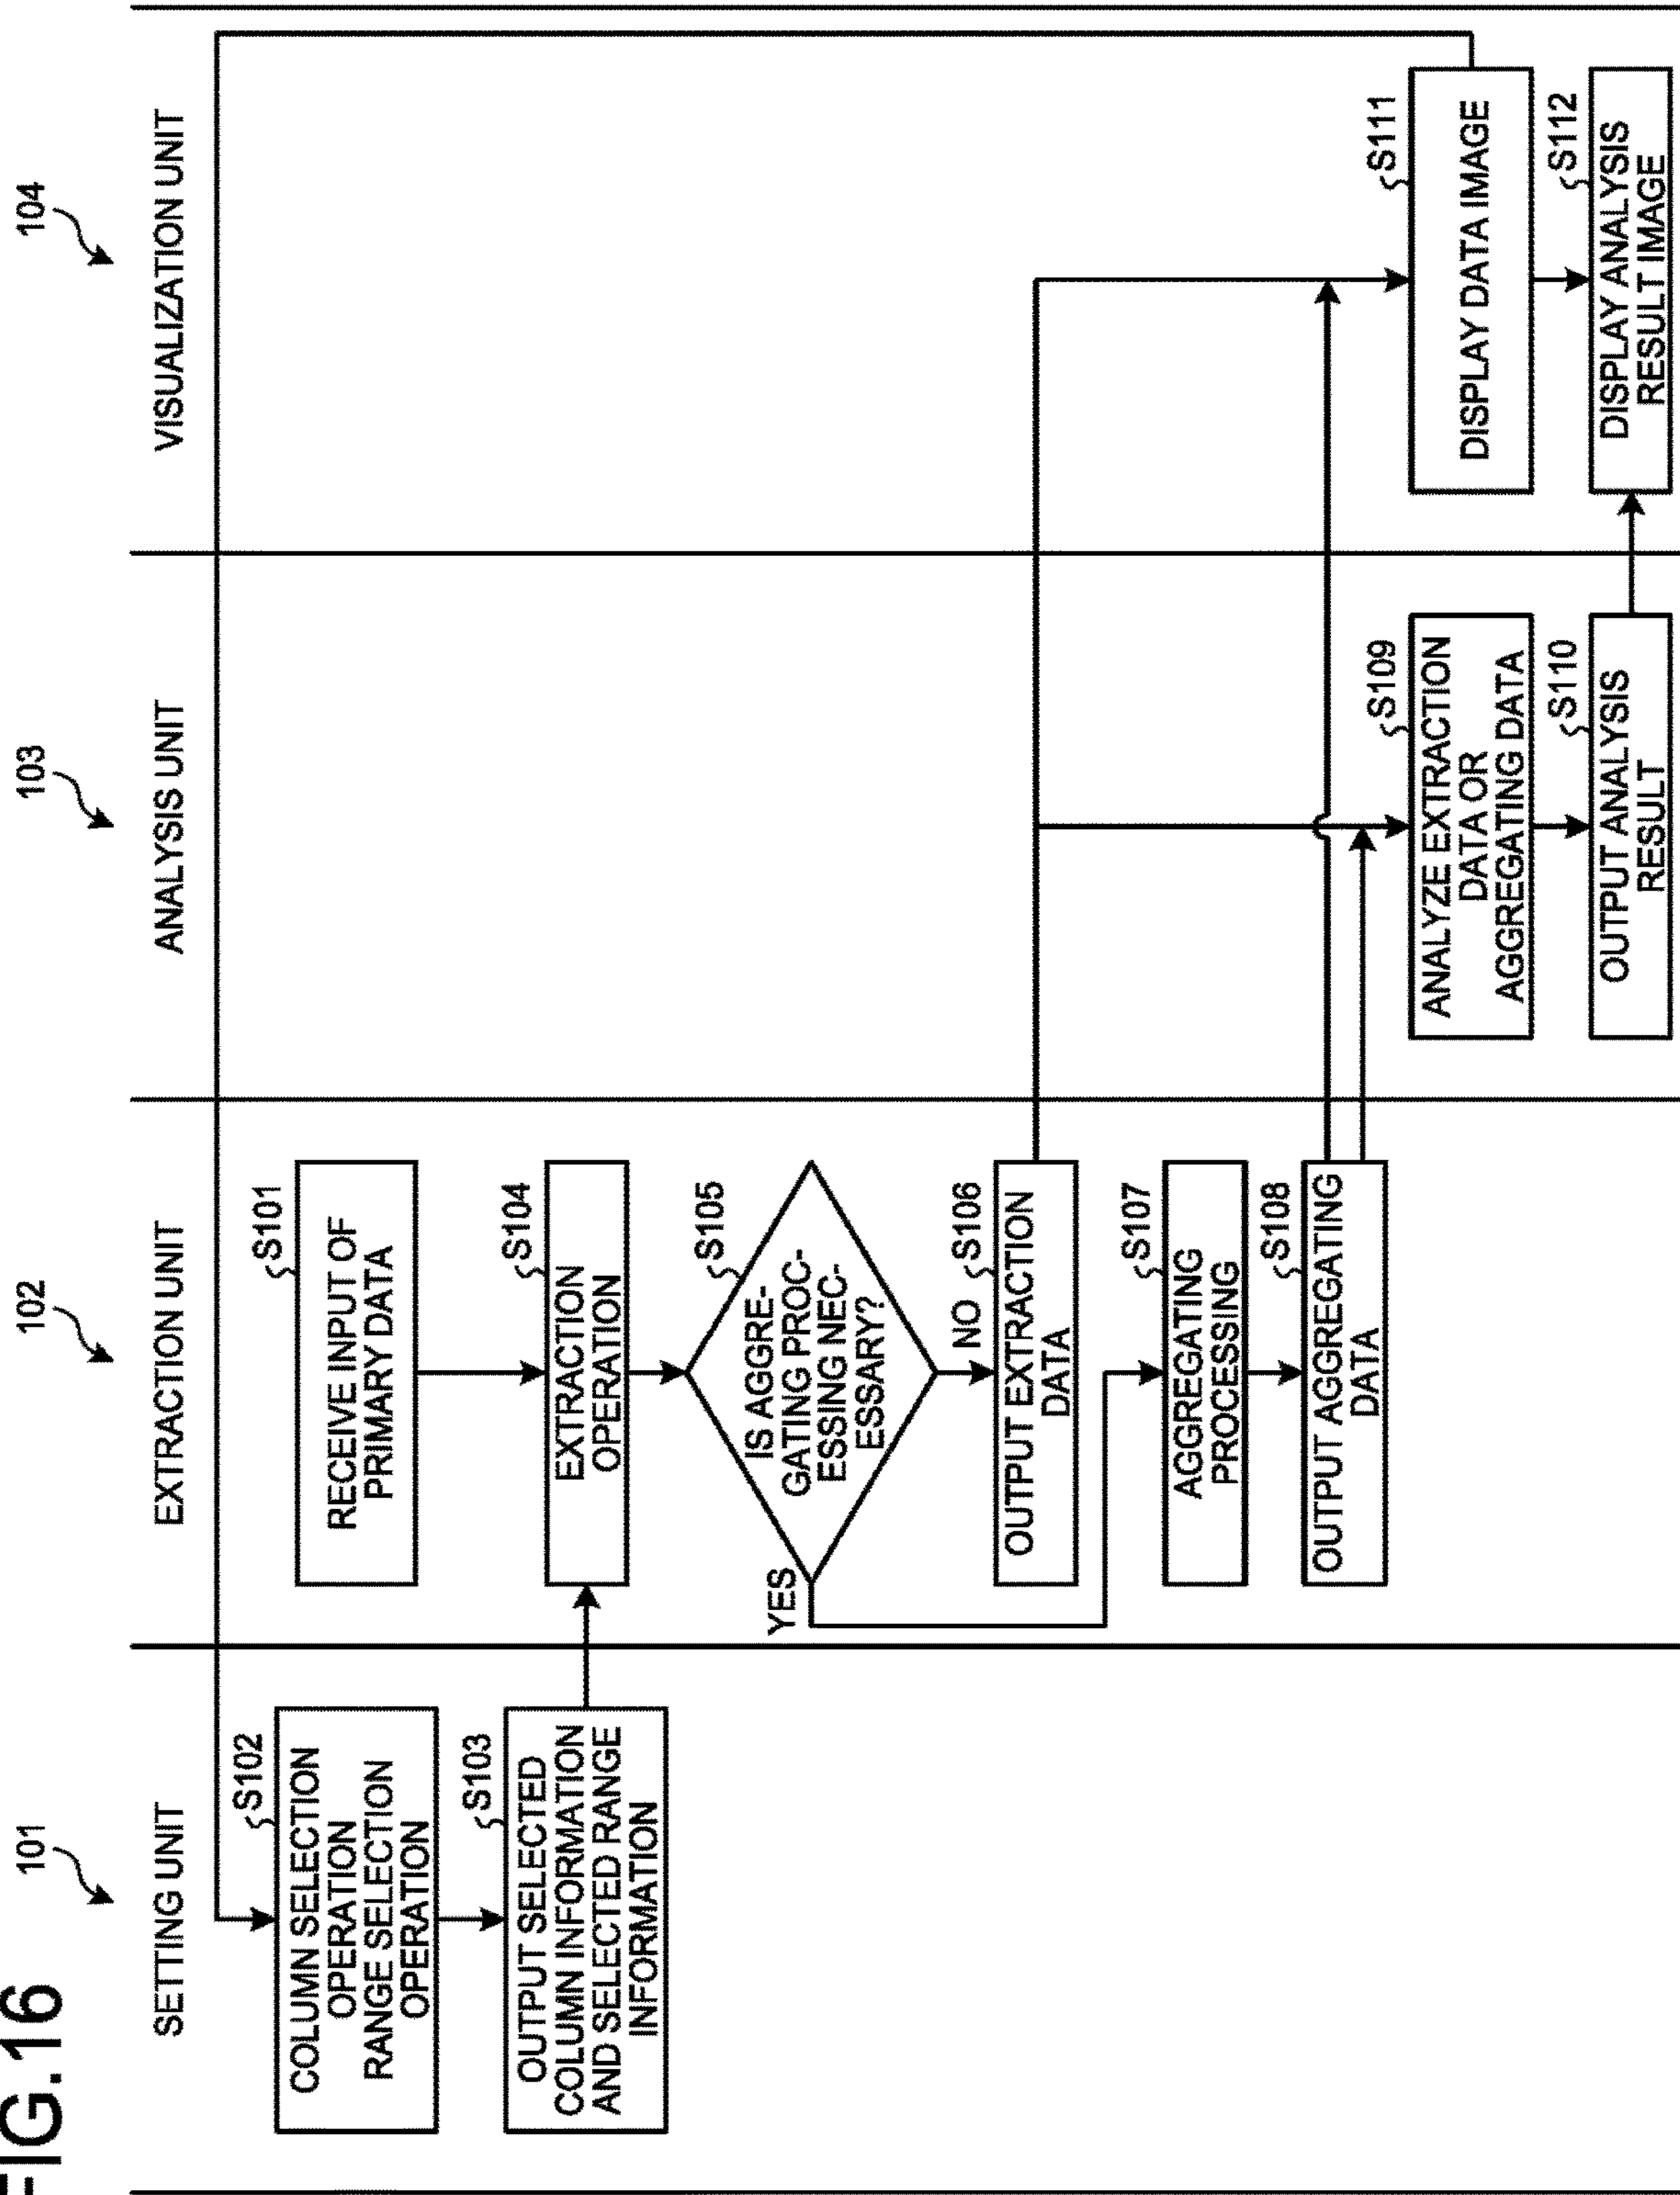 FIG.16
101
SETTING UNIT
102
EXTRACTION UNIT
103
ANALYSIS UNIT
104
VISUALIZATION UNIT
S102
COLUMN SELECTION
OPERATION
RANGE SELECTION
OPERATION
S103
OUTPUT SELECTED
COLUMN INFORMATION
AND SELECTED RANGE
INFORMATION
S101
RECEIVE INPUT OF
PRIMARY DATA
S104
EXTRACTION
OPERATION
S105
IS AGGRE-
GATING PROC-
ESSING NEC-
ESSARY?
YES
NO
S106
OUTPUT EXTRACTION
DATA
S107
AGGREGATING
PROCESSING
S108
OUTPUT AGGREGATING
DATA
S109
ANALYZE EXTRACTION
DATA OR
AGGREGATING DATA
S110
OUTPUT ANALYSIS
RESULT
S111
DISPLAY DATA IMAGE
S112
DISPLAY ANALYSIS
RESULT IMAGE